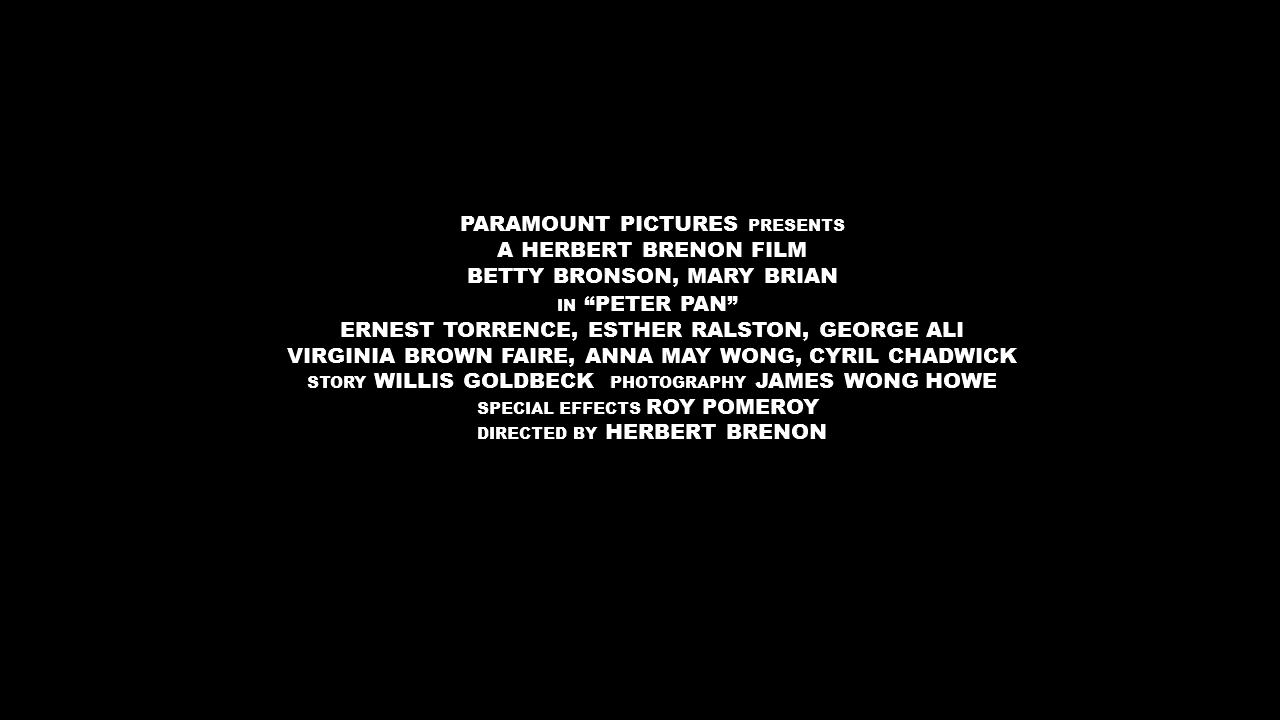 PARAMOUNT PICTURES PRESENTS
A HERBERT BRENON FILM
BETTY BRONSON, MARY BRIAN
IN “PETER PAN”
ERNEST TORRENCE, ESTHER RALSTON, GEORGE ALI
VIRGINIA BROWN FAIRE, ANNA MAY WONG, CYRIL CHADWICK
STORY WILLIS GOLDBECK PHOTOGRAPHY JAMES WONG HOWE
SPECIAL EFFECTS ROY POMEROY
DIRECTED BY HERBERT BRENON